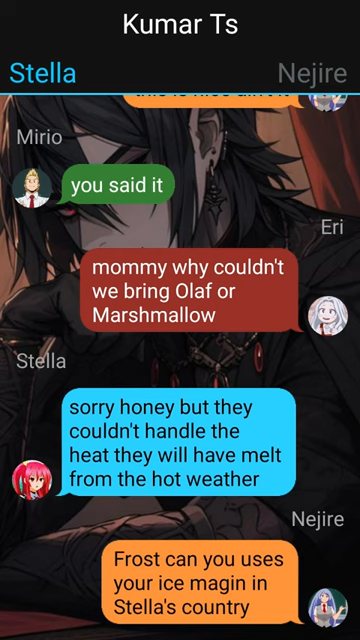 Kumar Ts
Stella
Nejire
Mirio
you said it
Eri
mommy why couldn't
we bring Olaf or
Marshmallow
Stella
sorry honey but they
couldn't handle the
heat they will have melt
from the hot weather
Nejire
Frost can you uses
your ice magin in
Stella's country